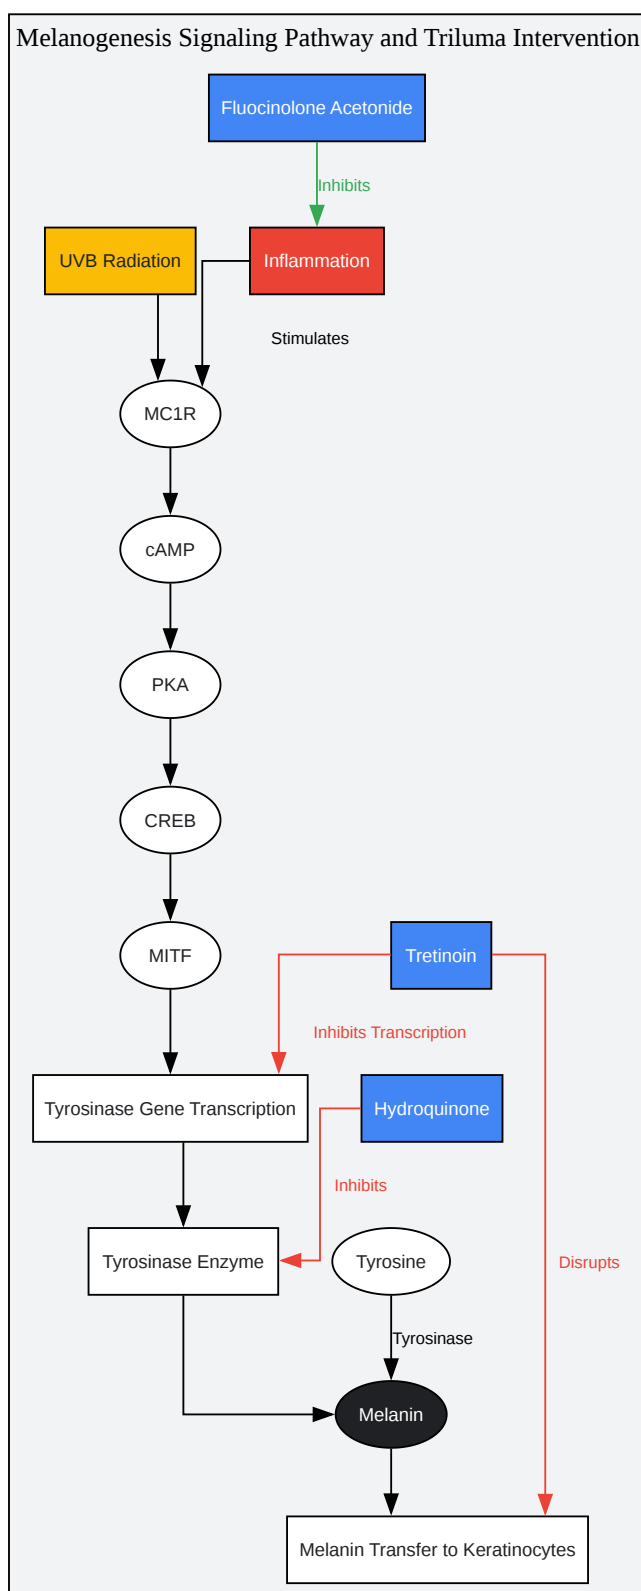 Melanogenesis Signaling Pathway and Triluma Intervention
Fluocinolone Acetonide
Inhibits
UVB Radiation
Inflammation
Stimulates
MC1R
cAMP
PKA
CREB
MITF
Tretinoin
Inhibits Transcription
Tyrosinase Gene Transcription
Hydroquinone
Inhibits
Tyrosinase Enzyme
Tyrosine
Disrupts
Tyrosinase
Melanin
Melanin Transfer to Keratinocytes